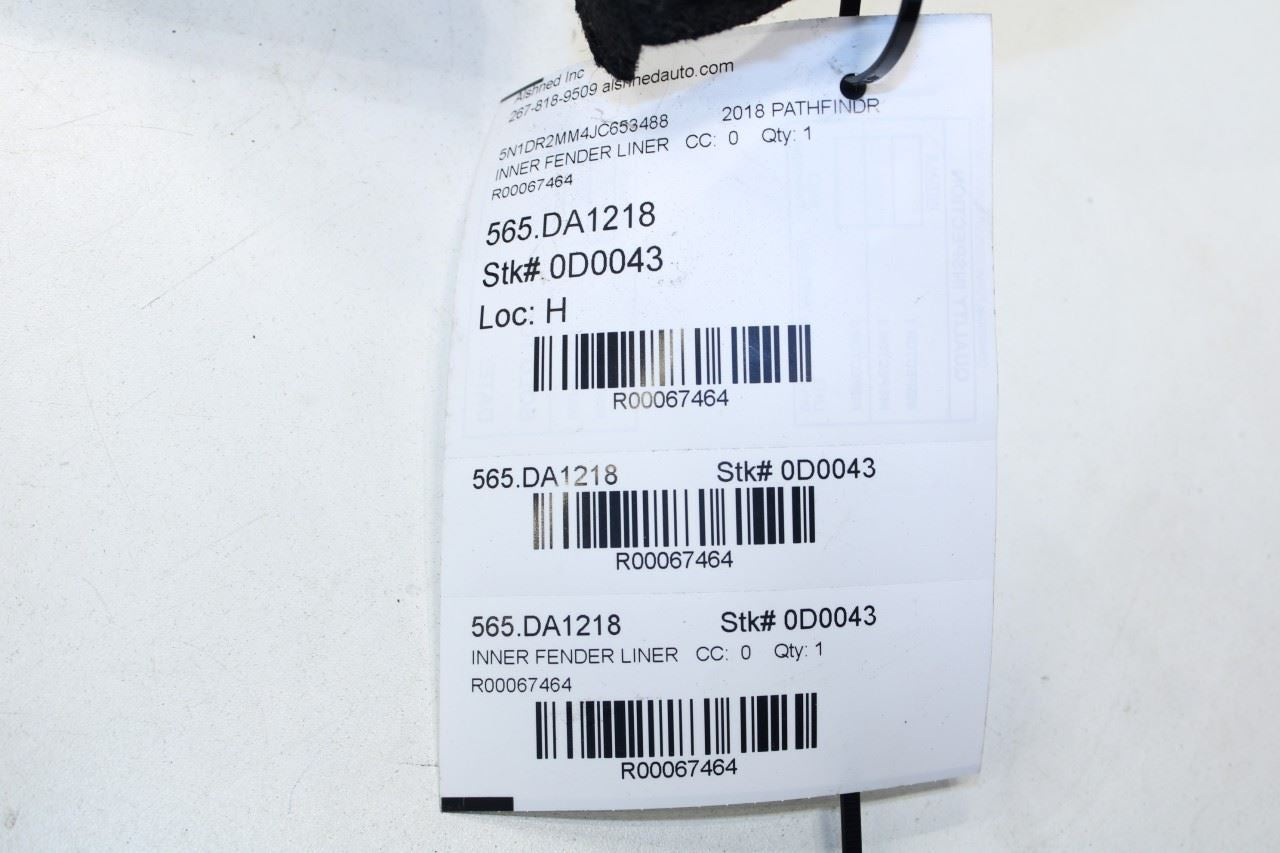 Aishned Inc
267-818-9509 aishnedauto.com
5N1DR2MM4JC653488 2018 PATHFINDR
INNER FENDER LINER CC: 0 Qty: 1
R00067464
565.DA1218
Stk# 0D0043
Loc: H
R00067464
565.DA1218 Stk# 0D0043
R00067464
565.DA1218 Stk# 0D0043
INNER FENDER LINER CC: 0 Qty: 1
R00067464
R00067464